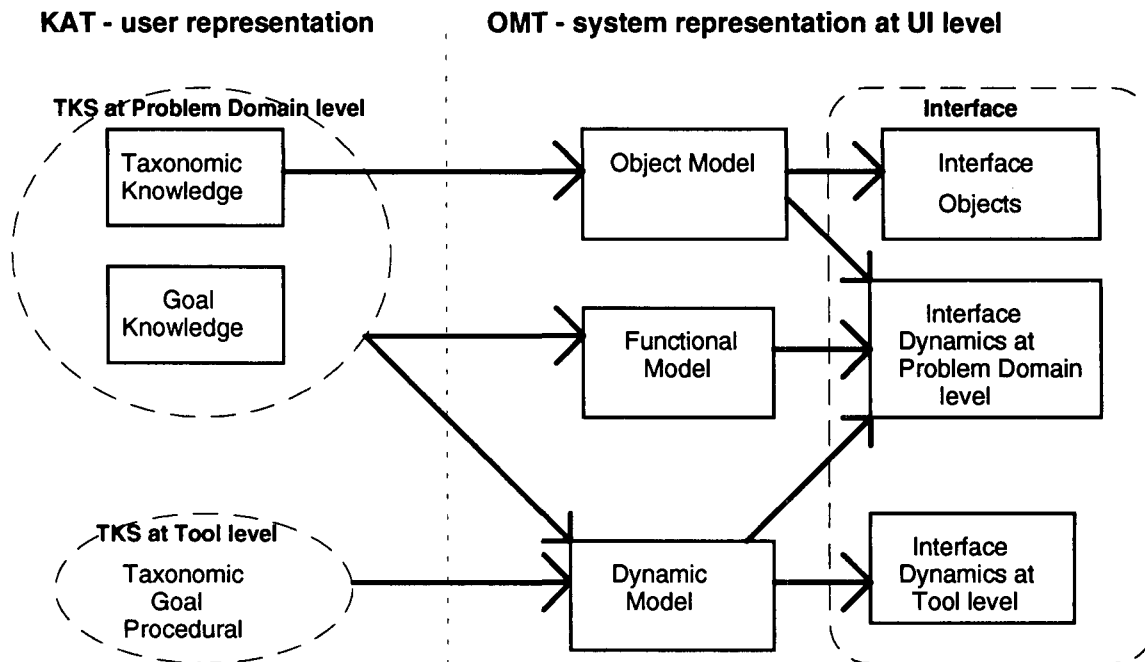 KAT - user representation
OMT - system representation at UI level
TKS at Problem Domain level
Taxonomic
Knowledge
Goal
Knowledge
TKS at Tool level
Taxonomic
Goal
Procedural
Object Model
Functional
Model
Dynamic
Model
Interface
Interface
Objects
Interface
Dynamics at
Problem Domain
level
Interface
Dynamics at
Tool level